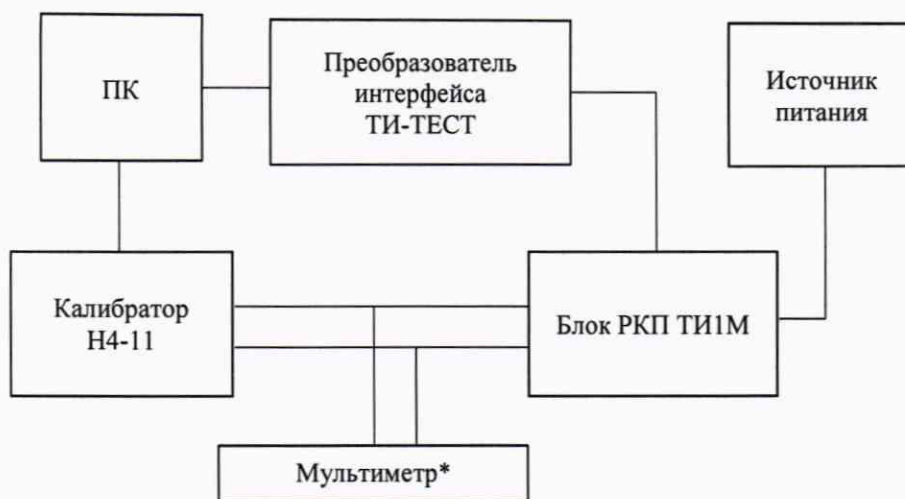 ПК
Преобразователь
интерфейса
ТИ-ТЕСТ
Источник
питания
Калибратор
Н4-11
Блок РКП ТИ1М
Мультиметр*